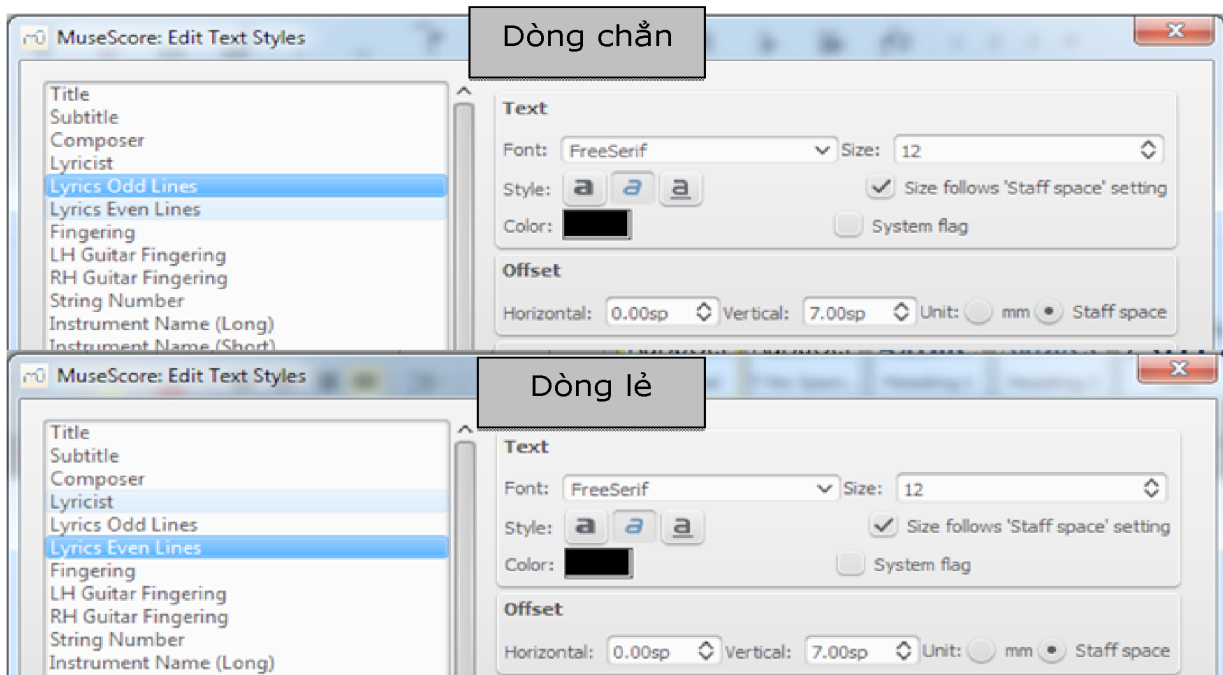 MuseScore: Edit Text Styles
Dòng chẳn
Title
Subtitle
Composer
Lyricist
Lyrics Odd Lines
Lyrics Even Lines
Fingering
LH Guitar Fingering
RH Guitar Fingering
String Number
Instrument Name (Long)
Instrument Name (Short)
Text
Font: FreeSerif Size: 12
Style: a a a Size follows 'Staff space' setting
Color: System flag
Offset
Horizontal: 0.00sp Vertical: 7.00sp Unit: mm Staff space
MuseScore: Edit Text Styles
Dòng lẻ
Title
Subtitle
Composer
Lyricist
Lyrics Odd Lines
Lyrics Even Lines
Fingering
LH Guitar Fingering
RH Guitar Fingering
String Number
Instrument Name (Long)
Text
Font: FreeSerif Size: 12
Style: a a a Size follows 'Staff space' setting
Color: System flag
Offset
Horizontal: 0.00sp Vertical: 7.00sp Unit: mm Staff space